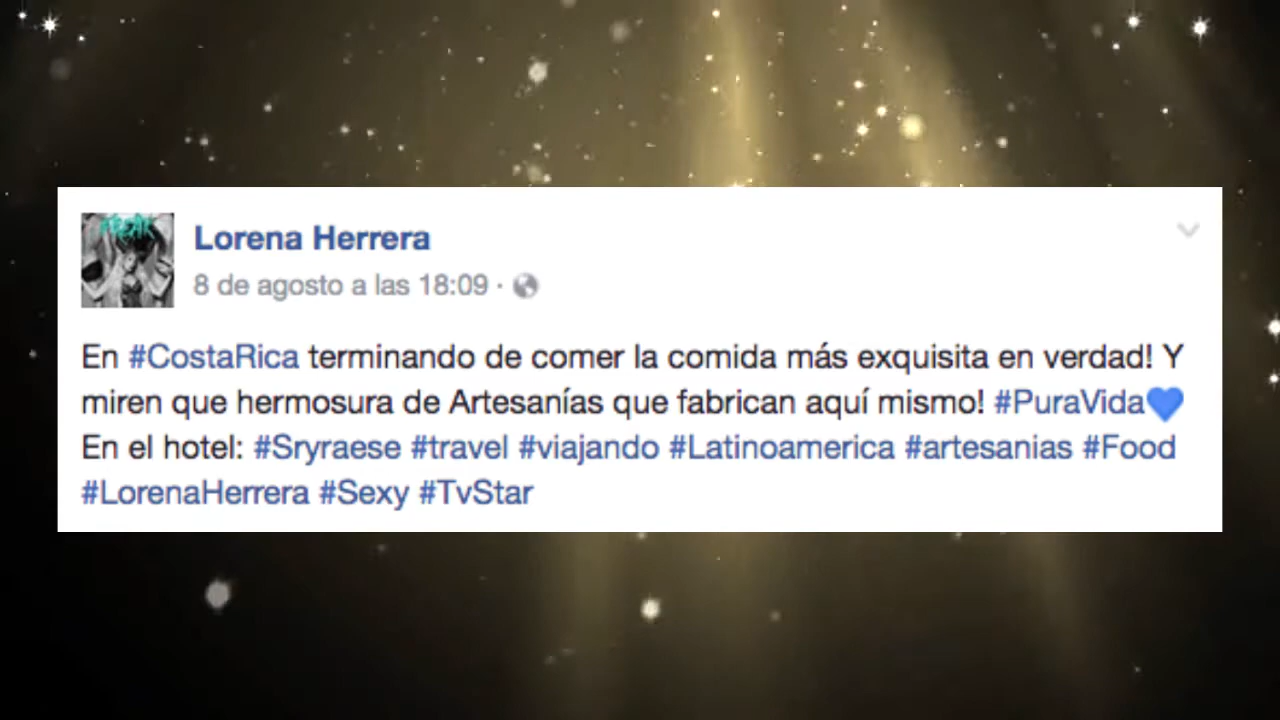 Lorena Herrera
8 de agosto a las 18:09 ·
En #CostaRica terminando de comer la comida más exquisita en verdad! Y
miren que hermosura de Artesanías que fabrican aquí mismo! #PuraVida💙
En el hotel: #Sryraese #travel #viajando #Latinoamerica #artesanias #Food
#LorenaHerrera #Sexy #TvStar